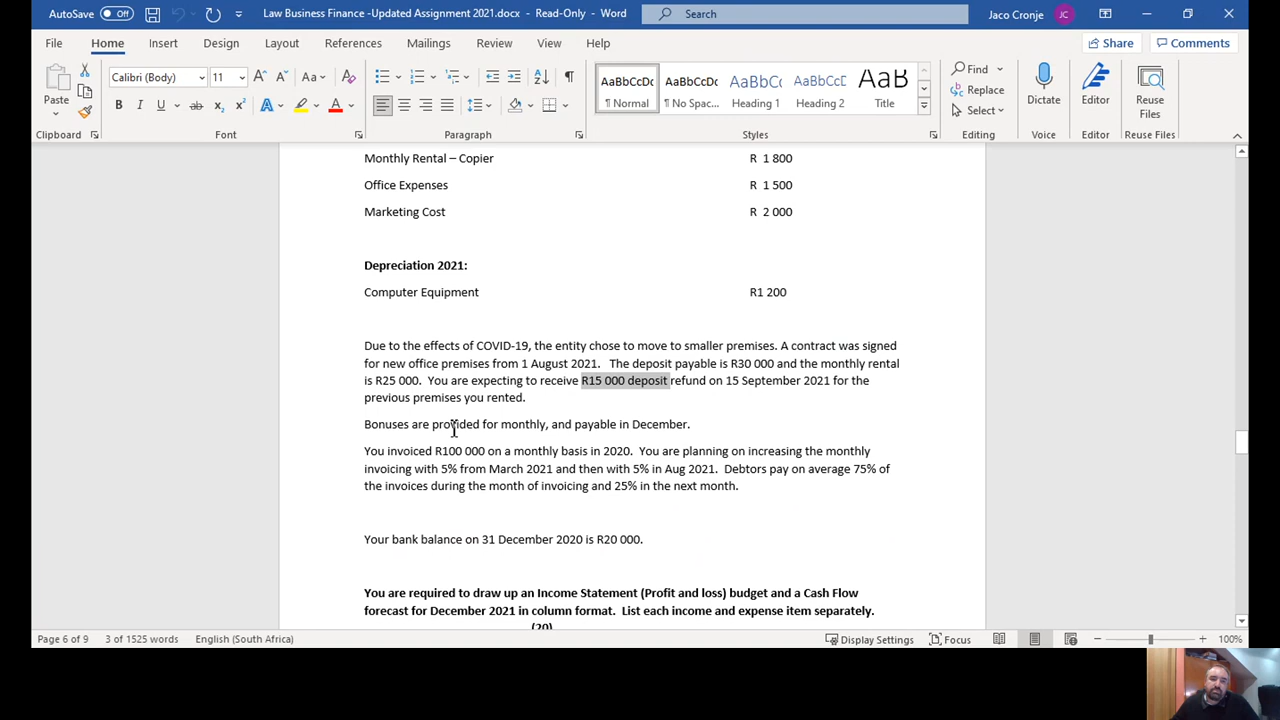 AutoSave Off Law Business Finance -Updated Assignment 2021.docx - Read-Only - Word Search Jaco Cronje JC
File Home Insert Design Layout References Mailings Review View Help Share Comments
Paste Calibri (Body) 11 A A Aa A
B I U ab x2 x2 A A
AaBbCcDc AaBbCcDc AaBbCc AaBbCcC AaB
¶ Normal ¶ No Spac... Heading 1 Heading 2 Title
Find
Replace
Select
Dictate Editor Reuse
Files
Clipboard Font Paragraph Styles Editing Voice Editor Reuse Files
Monthly Rental – Copier R 1 800
Office Expenses R 1 500
Marketing Cost R 2 000
Depreciation 2021:
Computer Equipment R1 200
Due to the effects of COVID-19, the entity chose to move to smaller premises. A contract was signed
for new office premises from 1 August 2021. The deposit payable is R30 000 and the monthly rental
is R25 000. You are expecting to receive R15 000 deposit refund on 15 September 2021 for the
previous premises you rented.
Bonuses are provided for monthly, and payable in December.
You invoiced R100 000 on a monthly basis in 2020. You are planning on increasing the monthly
invoicing with 5% from March 2021 and then with 5% in Aug 2021. Debtors pay on average 75% of
the invoices during the month of invoicing and 25% in the next month.
Your bank balance on 31 December 2020 is R20 000.
You are required to draw up an Income Statement (Profit and loss) budget and a Cash Flow
forecast for December 2021 in column format. List each income and expense item separately.
(20)
Page 6 of 9 3 of 1525 words English (South Africa) Display Settings Focus 100%